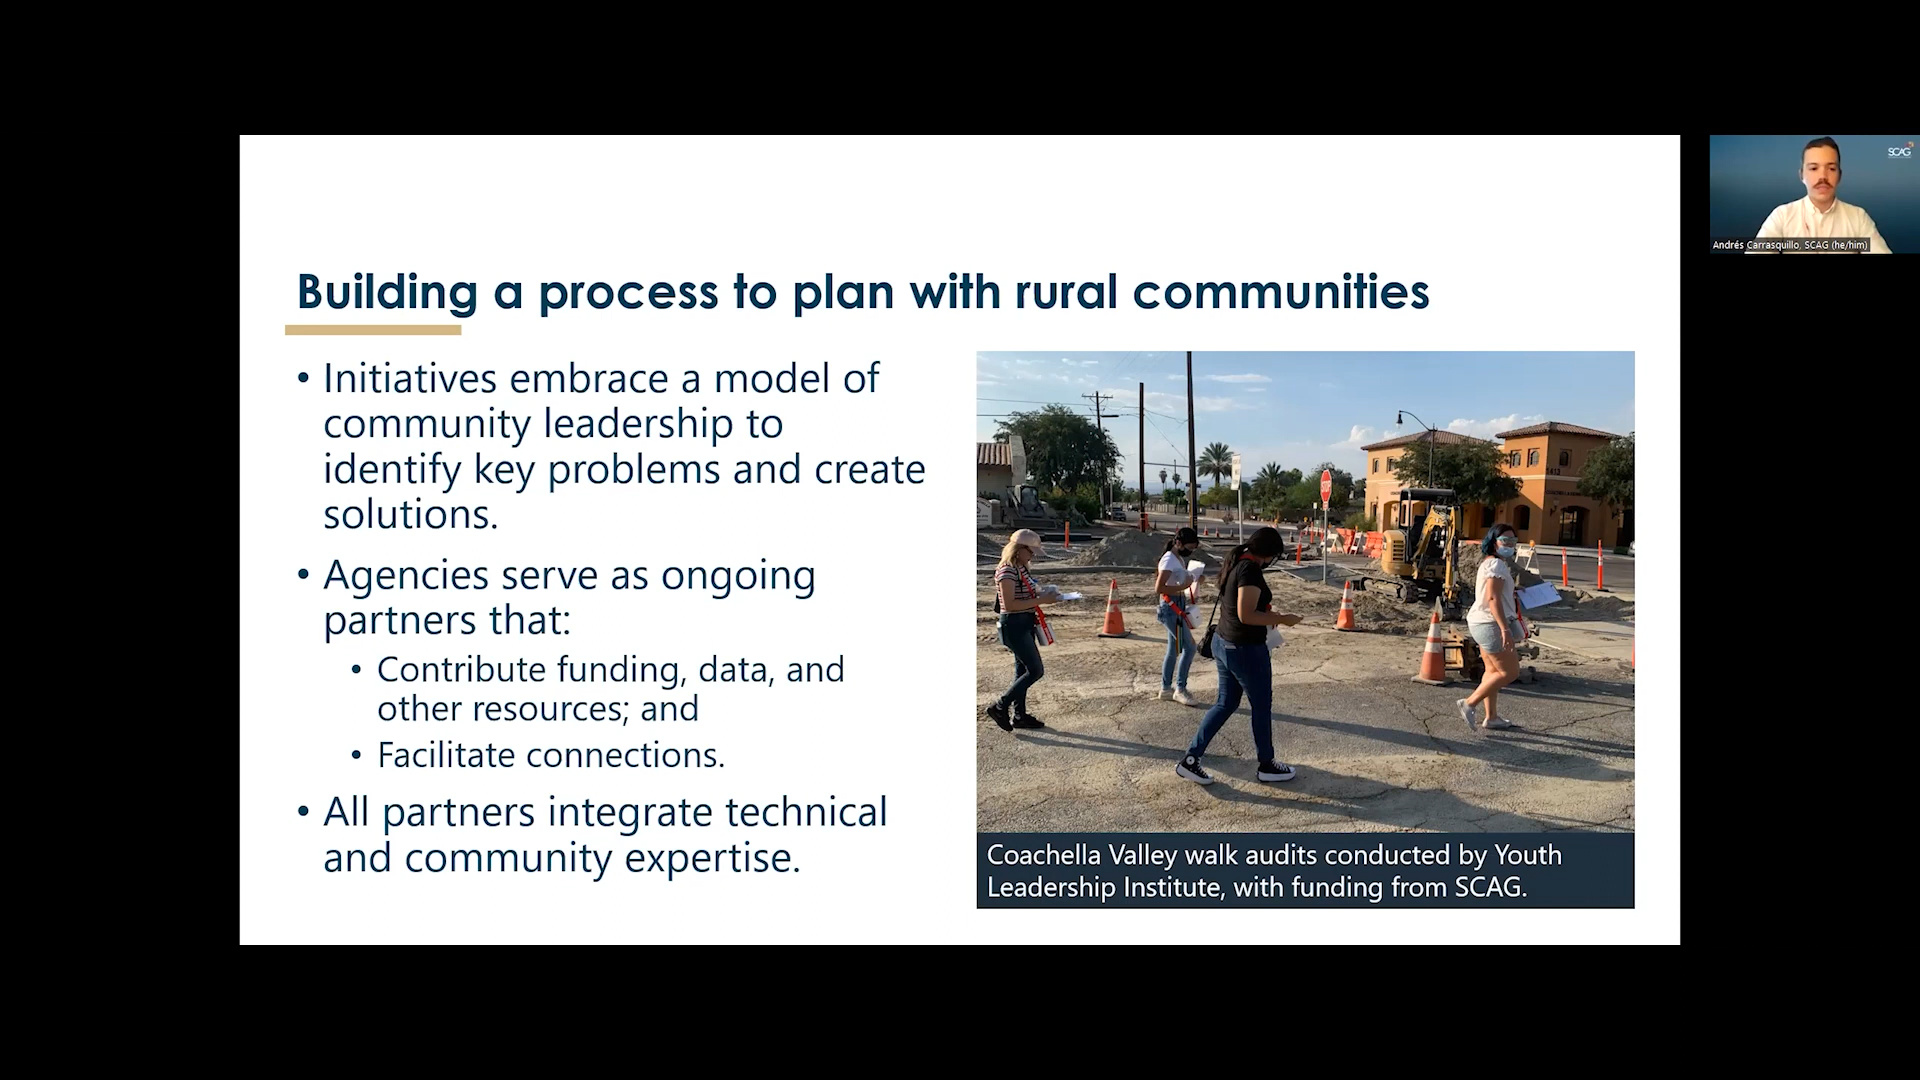 Building a process to plan with rural communities
• Initiatives embrace a model of
community leadership to
identify key problems and create
solutions.
• Agencies serve as ongoing
partners that:
• Contribute funding, data, and
other resources; and
• Facilitate connections.
• All partners integrate technical
and community expertise.
STOP
Coachella Valley walk audits conducted by Youth
Leadership Institute, with funding from SCAG.
SCAG
Andrés Carrasquillo, SCAG (he/him)